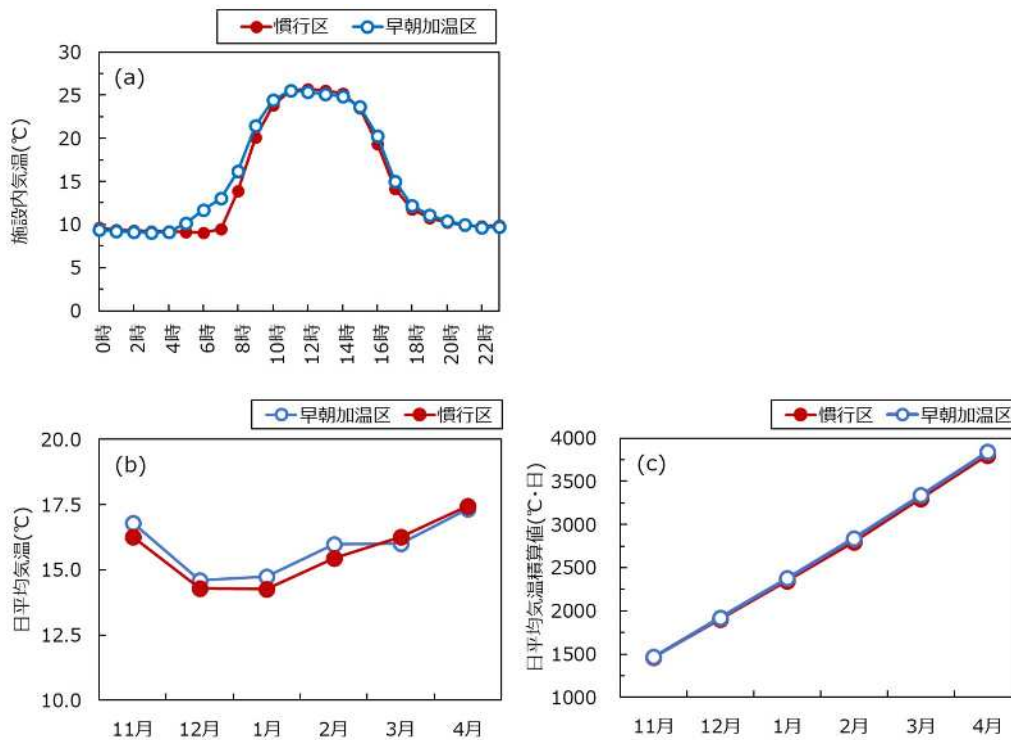 慣行区 早朝加温区
(a)
施設内気温(℃)
30
25
20
15
10
5
0
0時 2時 4時 6時 8時 10時 12時 14時 16時 18時 20時 22時
早朝加温区 慣行区
(b)
日平均気温(℃)
20.0
17.5
15.0
12.5
10.0
11月 12月 1月 2月 3月 4月
慣行区 早朝加温区
(c)
日平均気温積算値(℃・日)
4000
3500
3000
2500
2000
1500
1000
11月 12月 1月 2月 3月 4月